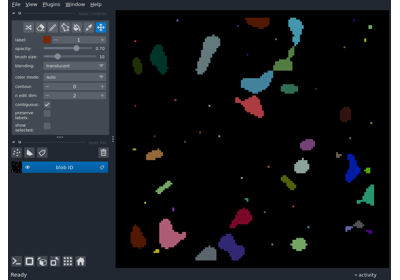 File View Plugins Window Help
label: 1
opacity: 0.70
brush size: 10
blending: translucent
color mode: auto
contour: 0
n edit dim: 2
contiguous:
preserve labels:
show selected:
blob ID
Ready
activity